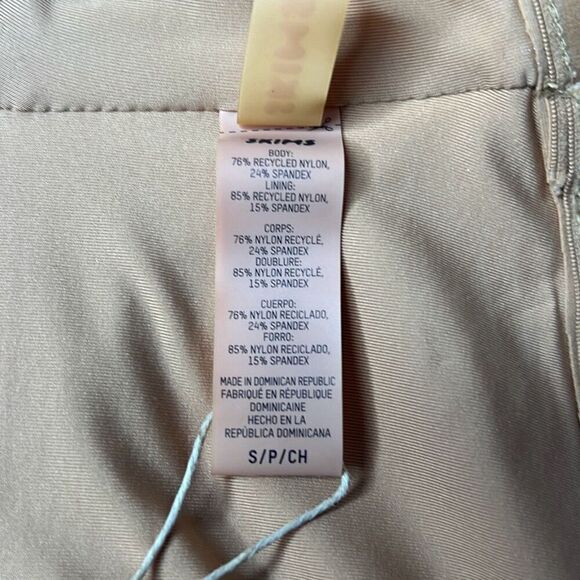 SKIMS
BODY:
76% RECYCLED NYLON,
24% SPANDEX
LINING:
85% RECYCLED NYLON,
15% SPANDEX
CORPS:
76% NYLON RECYCLÉ,
24% SPANDEX
DOUBLURE:
85% NYLON RECYCLÉ,
15% SPANDEX
CUERPO:
76% NYLON RECICLADO,
24% SPANDEX
FORRO:
85% NYLON RECICLADO,
15% SPANDEX
MADE IN DOMINICAN REPUBLIC
FABRIQUÉ EN RÉPUBLIQUE
DOMINICAINE
HECHO EN LA
REPÚBLICA DOMINICANA
S/P/CH